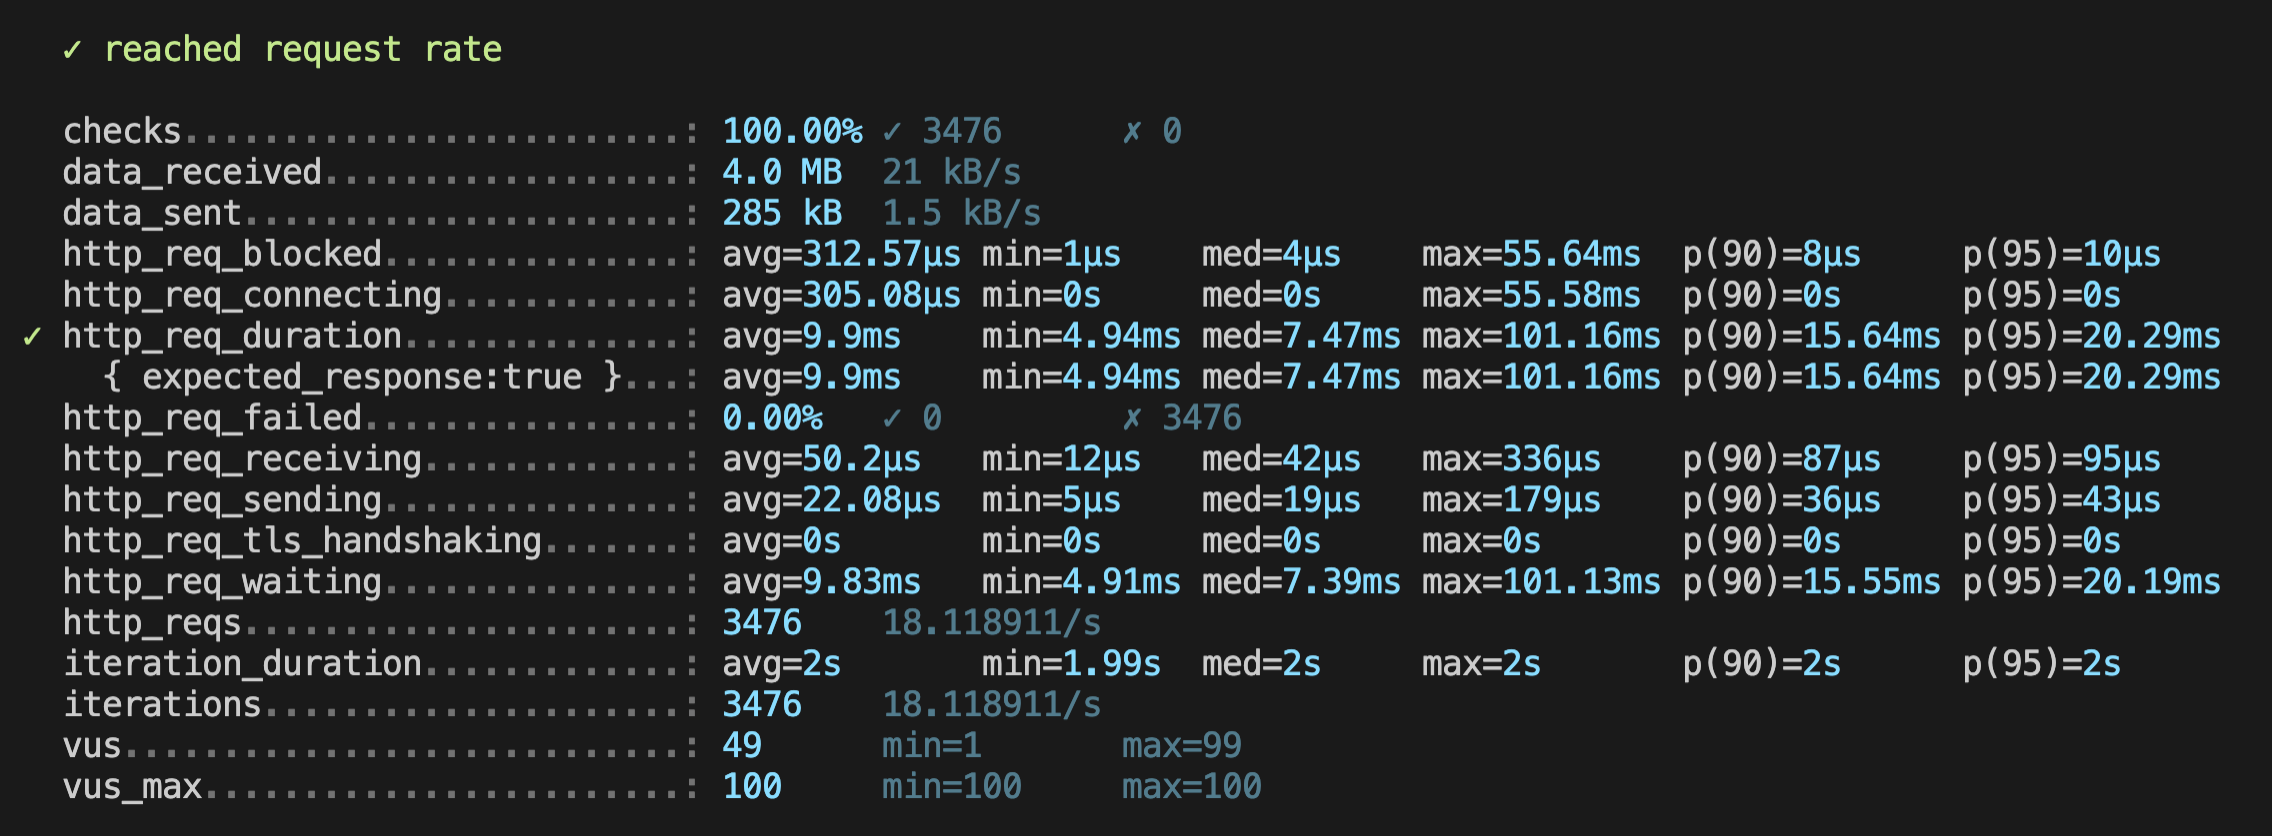 ✓ reached request rate
checks.........................: 100.00% ✓ 3476      ✗ 0
data_received..................: 4.0 MB  21 kB/s
data_sent......................: 285 kB  1.5 kB/s
http_req_blocked...............: avg=312.57µs min=1µs    med=4µs    max=55.64ms  p(90)=8µs     p(95)=10µs
http_req_connecting............: avg=305.08µs min=0s     med=0s     max=55.58ms  p(90)=0s      p(95)=0s
✓ http_req_duration..............: avg=9.9ms    min=4.94ms med=7.47ms max=101.16ms p(90)=15.64ms p(95)=20.29ms
{ expected_response:true }...: avg=9.9ms    min=4.94ms med=7.47ms max=101.16ms p(90)=15.64ms p(95)=20.29ms
http_req_failed................: 0.00%   ✓ 0         ✗ 3476
http_req_receiving.............: avg=50.2µs   min=12µs   med=42µs   max=336µs    p(90)=87µs    p(95)=95µs
http_req_sending...............: avg=22.08µs  min=5µs    med=19µs   max=179µs    p(90)=36µs    p(95)=43µs
http_req_tls_handshaking.......: avg=0s       min=0s     med=0s     max=0s       p(90)=0s      p(95)=0s
http_req_waiting...............: avg=9.83ms   min=4.91ms med=7.39ms max=101.13ms p(90)=15.55ms p(95)=20.19ms
http_reqs......................: 3476    18.118911/s
iteration_duration.............: avg=2s       min=1.99s  med=2s     max=2s       p(90)=2s      p(95)=2s
iterations.....................: 3476    18.118911/s
vus............................: 49      min=1       max=99
vus_max........................: 100     min=100     max=100